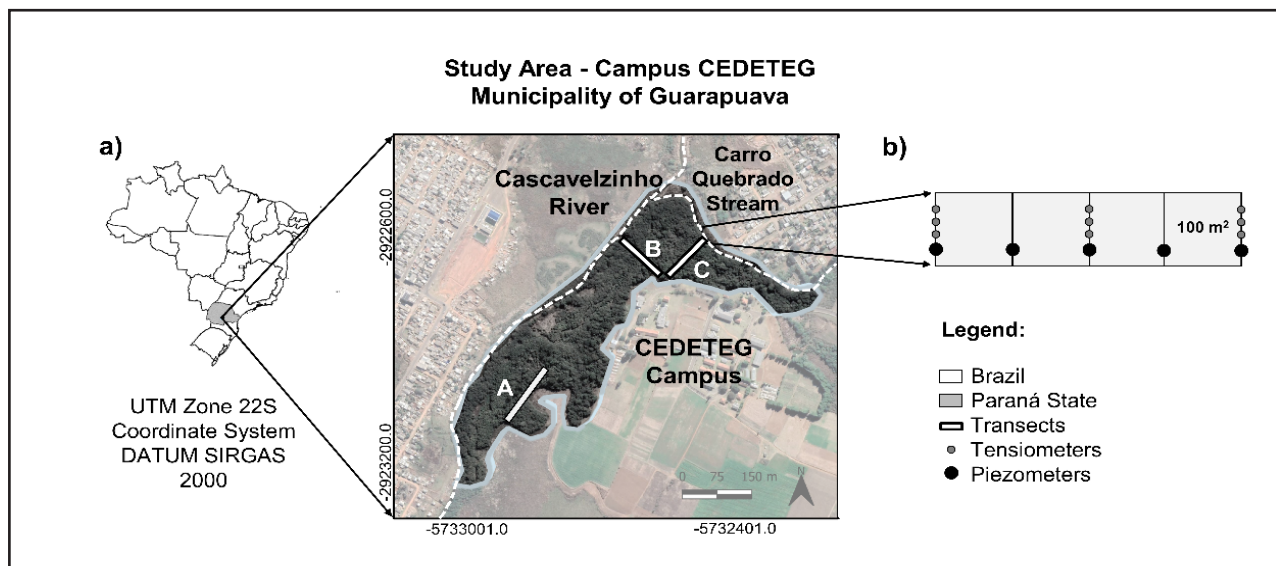 Study Area - Campus CEDETEG
Municipality of Guarapuava
a)
UTM Zone 22S
Coordinate System
DATUM SIRGAS
2000
-2922600.0
-2923200.0
Cascavelzinho
River
Carro
Quebrado
Stream
B
C
A
CEDETEG
Campus
0 75 150 m
N
-5733001.0
-5732401.0
b)
100 m²
Legend:
Brazil
Paraná State
Transects
Tensiometers
Piezometers